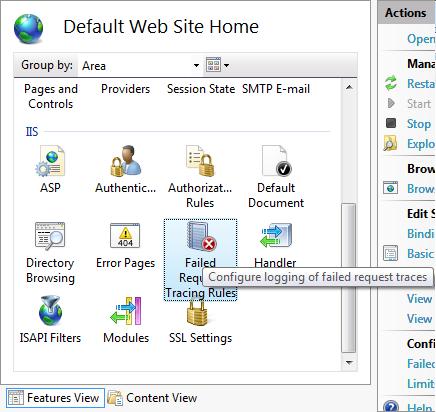 Default Web Site Home
Group by: Area
Pages and Controls
Providers
Session State
SMTP E-mail
IIS
ASP
Authentic...
Authorizat...
Rules
Default
Document
Directory
Browsing
Error Pages
404
Failed
Requ
Tracing Rules
Handler
Configure logging of failed request traces
ISAPI Filters
Modules
SSL Settings
Features View
Content View
Actions
Open
Mana
Resta
Start
Stop
Explo
Brow
Brows
Edit S
Bindi
Basic
View
View
Confi
Failed
Limit
Help